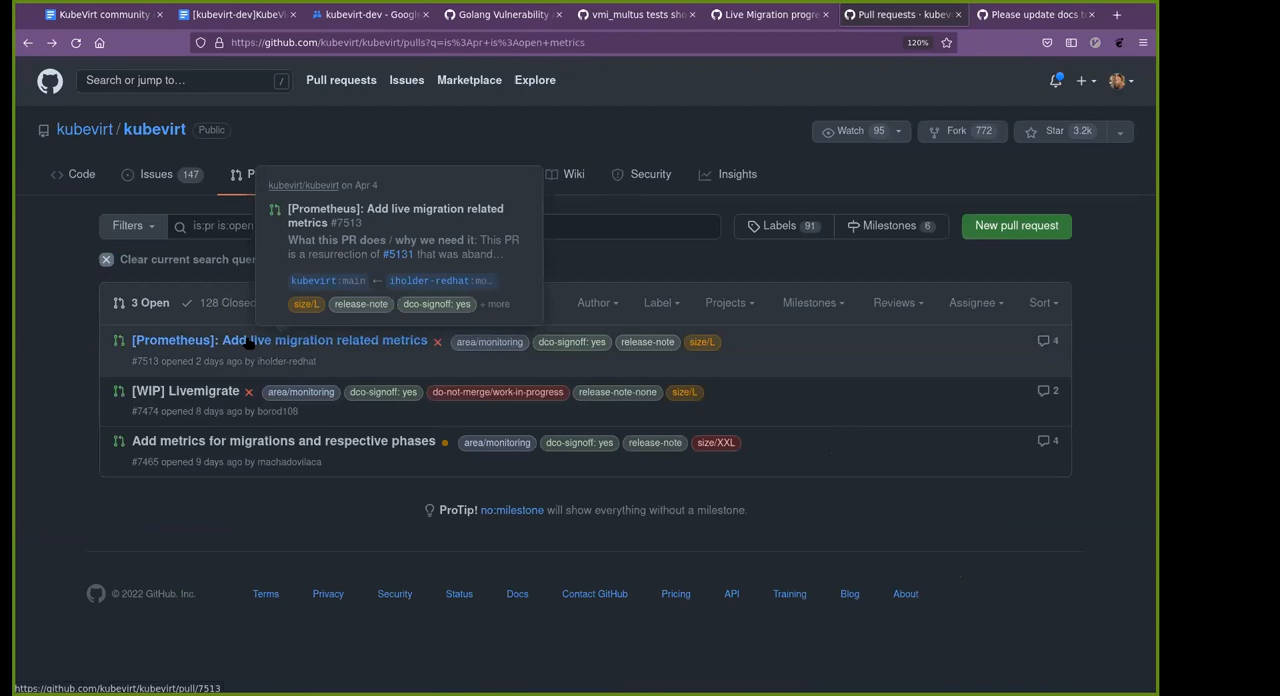 KubeVirt community
[kubevirt-dev]KubeVi
kubevirt-dev - Google
Golang Vulnerability
vmi_multus tests sho
Live Migration progre
Pull requests · kubev
Please update docs t
https://github.com/kubevirt/kubevirt/pulls?q=is%3Apr+is%3Aopen+metrics
120%
Search or jump to…
/
Pull requests
Issues
Marketplace
Explore
kubevirt / kubevirt
Public
Watch 95
Fork 772
Star 3.2k
Code
Issues 147
P
Wiki
Security
Insights
kubevirt/kubevirt on Apr 4
[Prometheus]: Add live migration related
metrics #7513
What this PR does / why we need it: This PR
is a resurrection of #5131 that was aband…
kubevirt:main ← iholder-redhat:mo…
size/L release-note dco-signoff: yes + more
Filters
is:pr is:open
Labels 91
Milestones 6
New pull request
Clear current search que
3 Open
128 Closed
Author
Label
Projects
Milestones
Reviews
Assignee
Sort
[Prometheus]: Add live migration related metrics area/monitoring dco-signoff: yes release-note size/L 4
#7513 opened 2 days ago by iholder-redhat
[WIP] Livemigrate area/monitoring dco-signoff: yes do-not-merge/work-in-progress release-note-none size/L 2
#7474 opened 8 days ago by borod108
Add metrics for migrations and respective phases area/monitoring dco-signoff: yes release-note size/XXL 4
#7465 opened 9 days ago by machadovilaca
ProTip! no:milestone will show everything without a milestone.
© 2022 GitHub, Inc.
Terms
Privacy
Security
Status
Docs
Contact GitHub
Pricing
API
Training
Blog
About
https://github.com/kubevirt/kubevirt/pull/7513